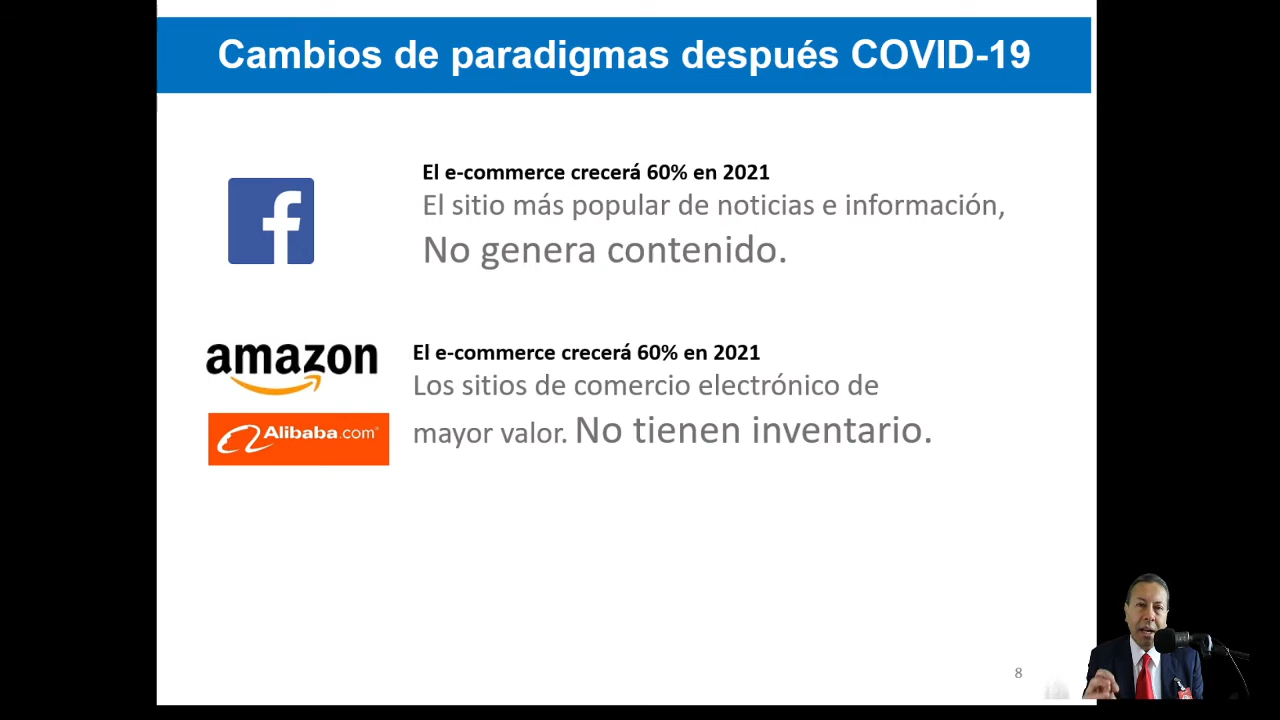 Cambios de paradigmas después COVID-19
El e-commerce crecerá 60% en 2021
El sitio más popular de noticias e información,
No genera contenido.
amazon
Alibaba.com®
El e-commerce crecerá 60% en 2021
Los sitios de comercio electrónico de
mayor valor. No tienen inventario.
8